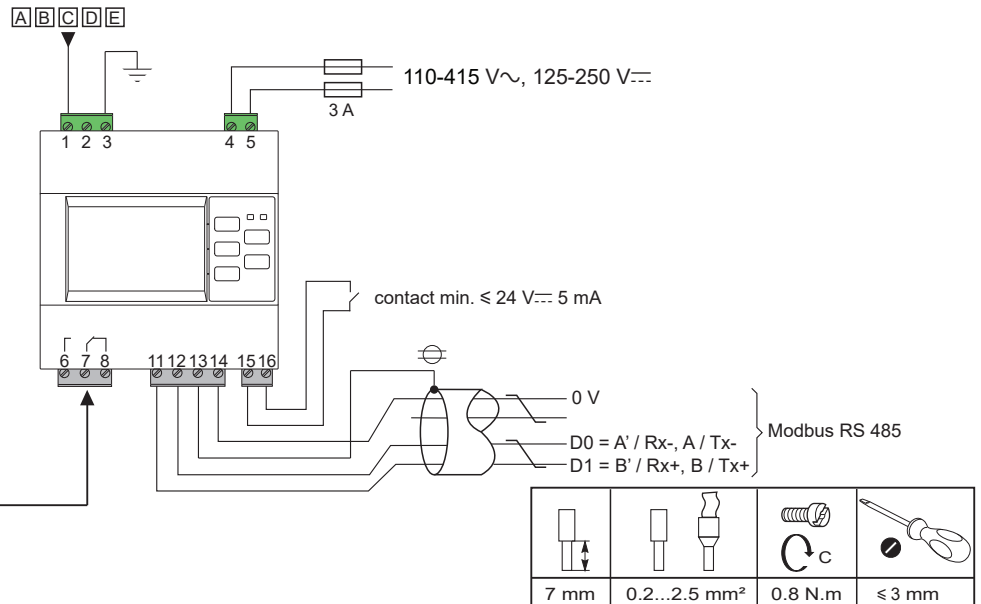 A B C D E
110-415 V~, 125-250 V⎓
3 A
1 2 3
4 5
contact min. ≤ 24 V⎓ 5 mA
6 7 8
11 12 13 14
15 16
0 V
D0 = A' / Rx-, A / Tx-
D1 = B' / Rx+, B / Tx+
Modbus RS 485
C
7 mm
0.2...2.5 mm²
0.8 N.m
≤ 3 mm